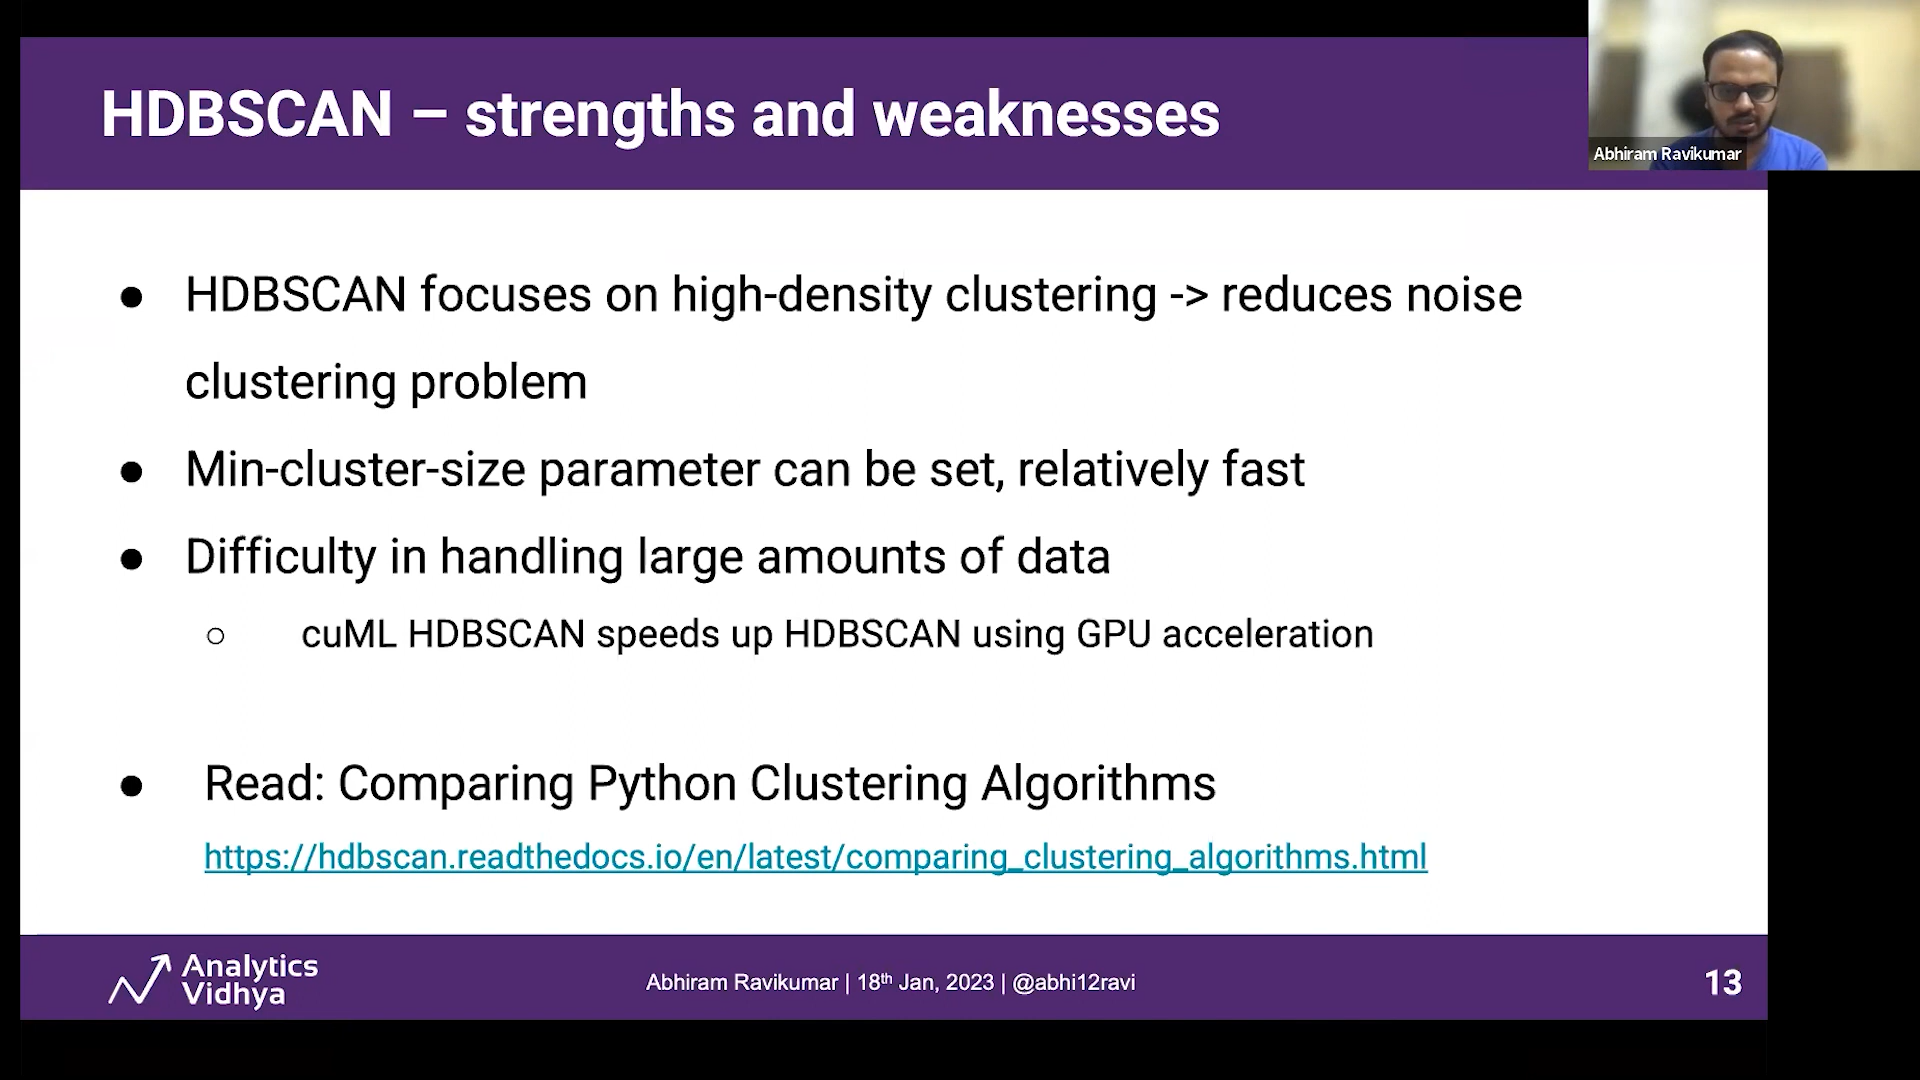 HDBSCAN – strengths and weaknesses
Abhiram Ravikumar
● HDBSCAN focuses on high-density clustering -> reduces noise
clustering problem
● Min-cluster-size parameter can be set, relatively fast
● Difficulty in handling large amounts of data
○ cuML HDBSCAN speeds up HDBSCAN using GPU acceleration
● Read: Comparing Python Clustering Algorithms
https://hdbscan.readthedocs.io/en/latest/comparing_clustering_algorithms.html
Analytics
Vidhya
Abhiram Ravikumar | 18th Jan, 2023 | @abhi12ravi
13